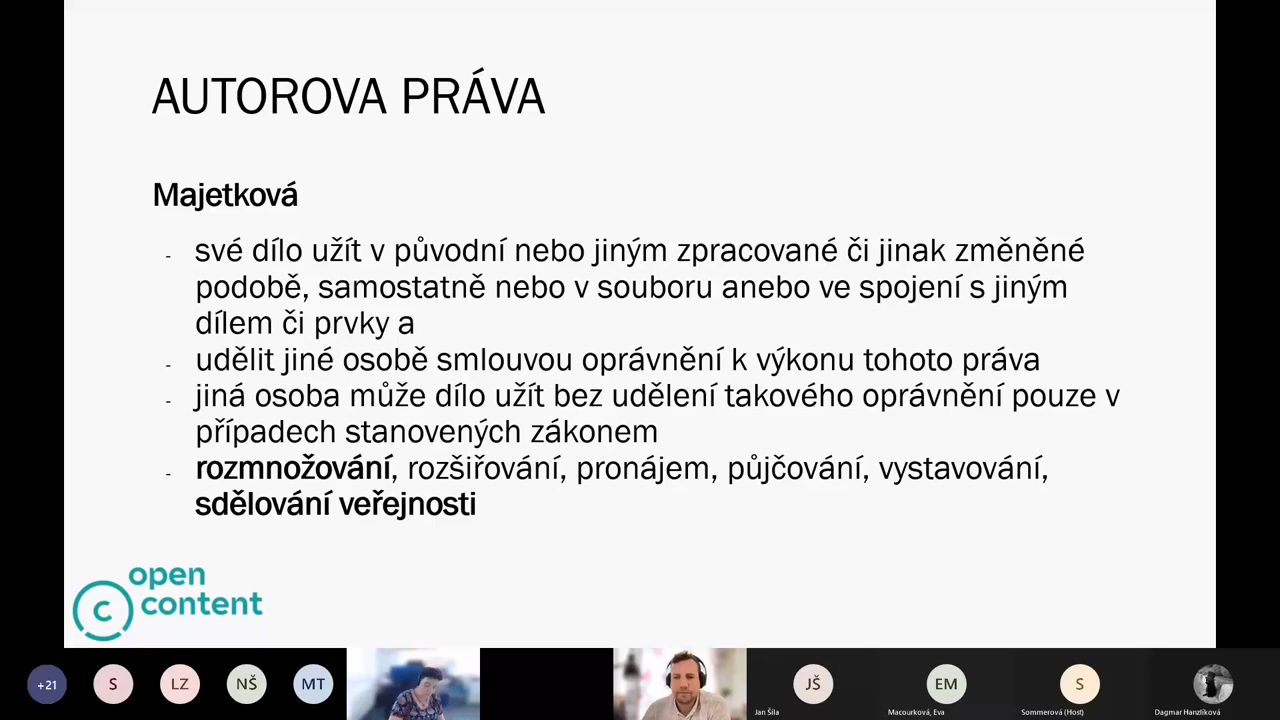 AUTOROVA PRÁVA
Majetková
- své dílo užít v původní nebo jiným zpracované či jinak změněné
podobě, samostatně nebo v souboru anebo ve spojení s jiným
dílem či prvky a
- udělit jiné osobě smlouvou oprávnění k výkonu tohoto práva
- jiná osoba může dílo užít bez udělení takového oprávnění pouze v
případech stanovených zákonem
- rozmnožování, rozšiřování, pronájem, půjčování, vystavování,
sdělování veřejnosti
open
c content
+21 S LZ NŠ MT JŠ EM S
Jan Šíla Macourková, Eva Sommerová (Host) Dagmar Hanzlíková